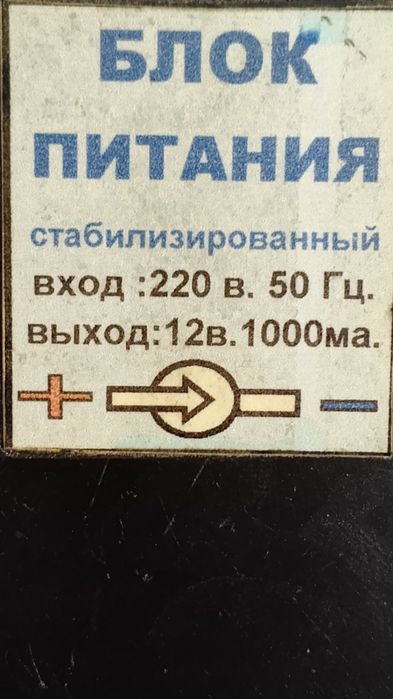 БЛОК
ПИТАНИЯ
стабилизированный
вход :220 в. 50 Гц.
выход:12в.1000ма.
+ -